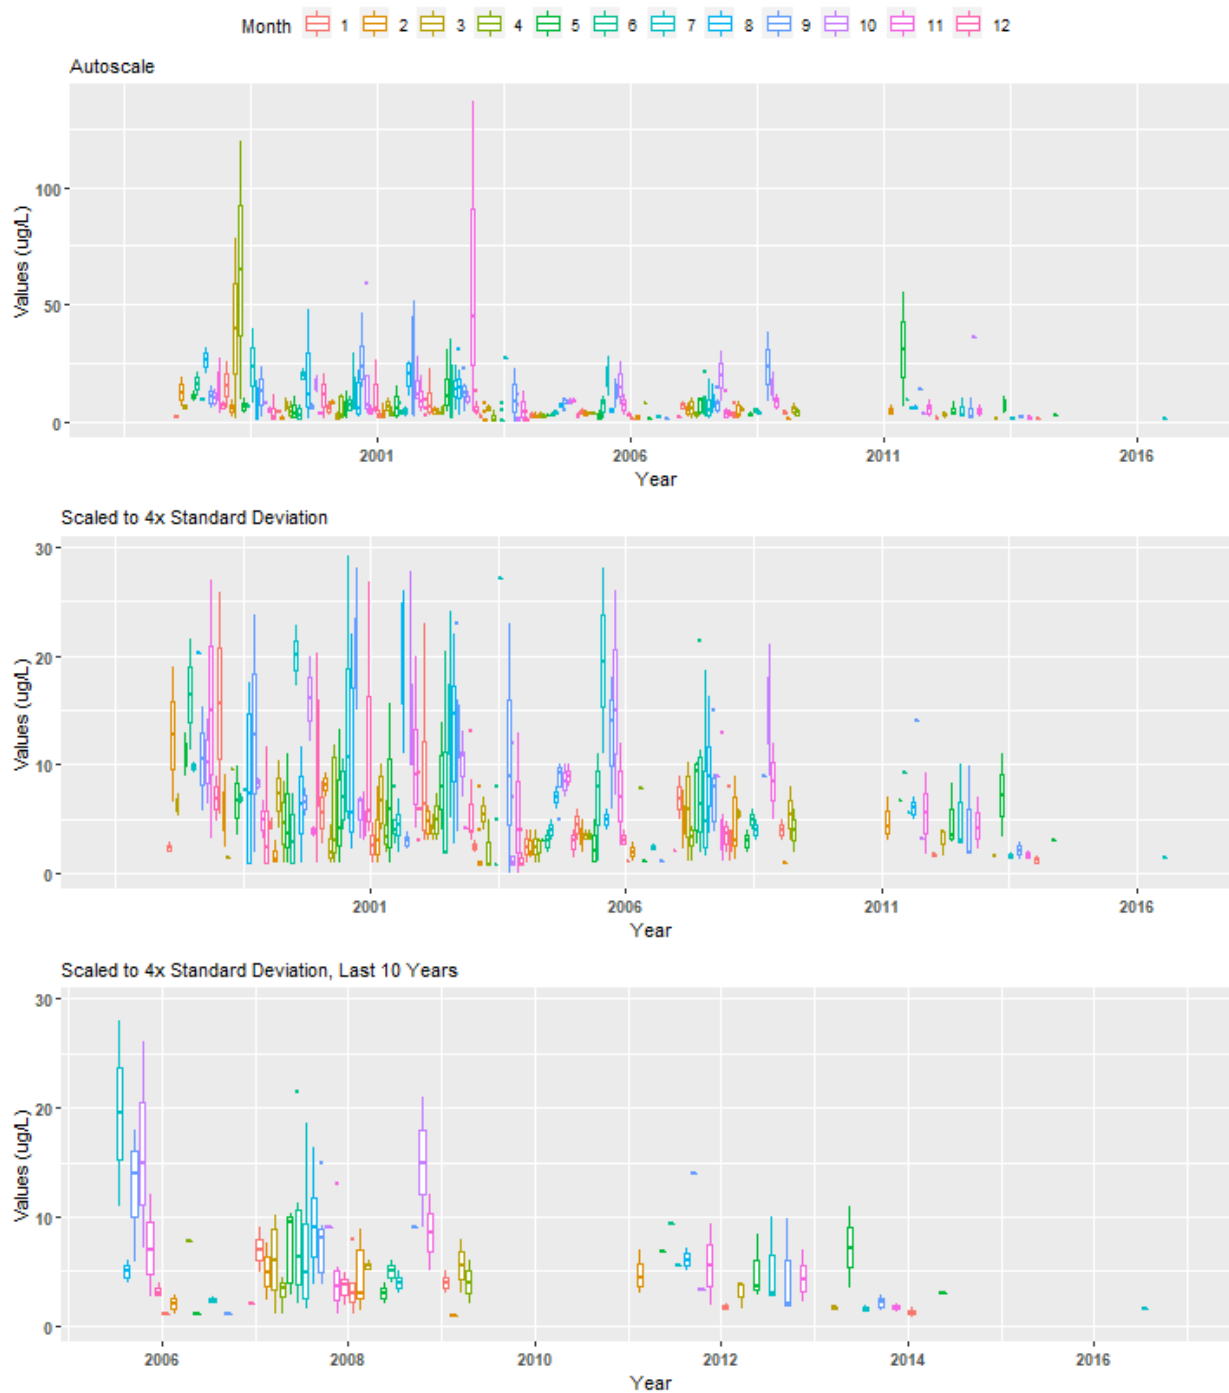 Month 1 2 3 4 5 6 7 8 9 10 11 12
Autoscale
Values (ug/L)
100
50
0
2001 2006 2011 2016
Year
Scaled to 4x Standard Deviation
Values (ug/L)
30
20
10
0
2001 2006 2011 2016
Year
Scaled to 4x Standard Deviation, Last 10 Years
Values (ug/L)
30
20
10
0
2006 2008 2010 2012 2014 2016
Year